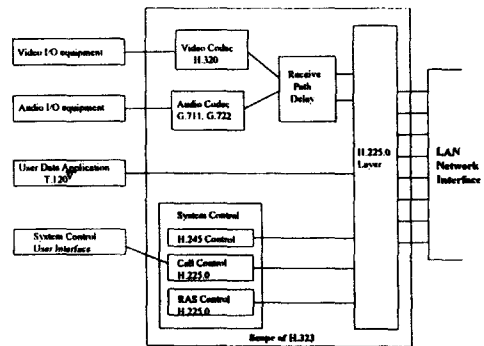 Video I/O equipment
Video Codec
H.320
Receive
Path
Delay
Audio I/O equipment
Audio Codec
G.711, G.722
H.225.0
Layer
LAN
Network
Interface
User Data Application
T.120
System Control
User Interface
System Control
H.245 Control
Call Control
H.225.0
RAS Control
H.225.0
Scope of H.323